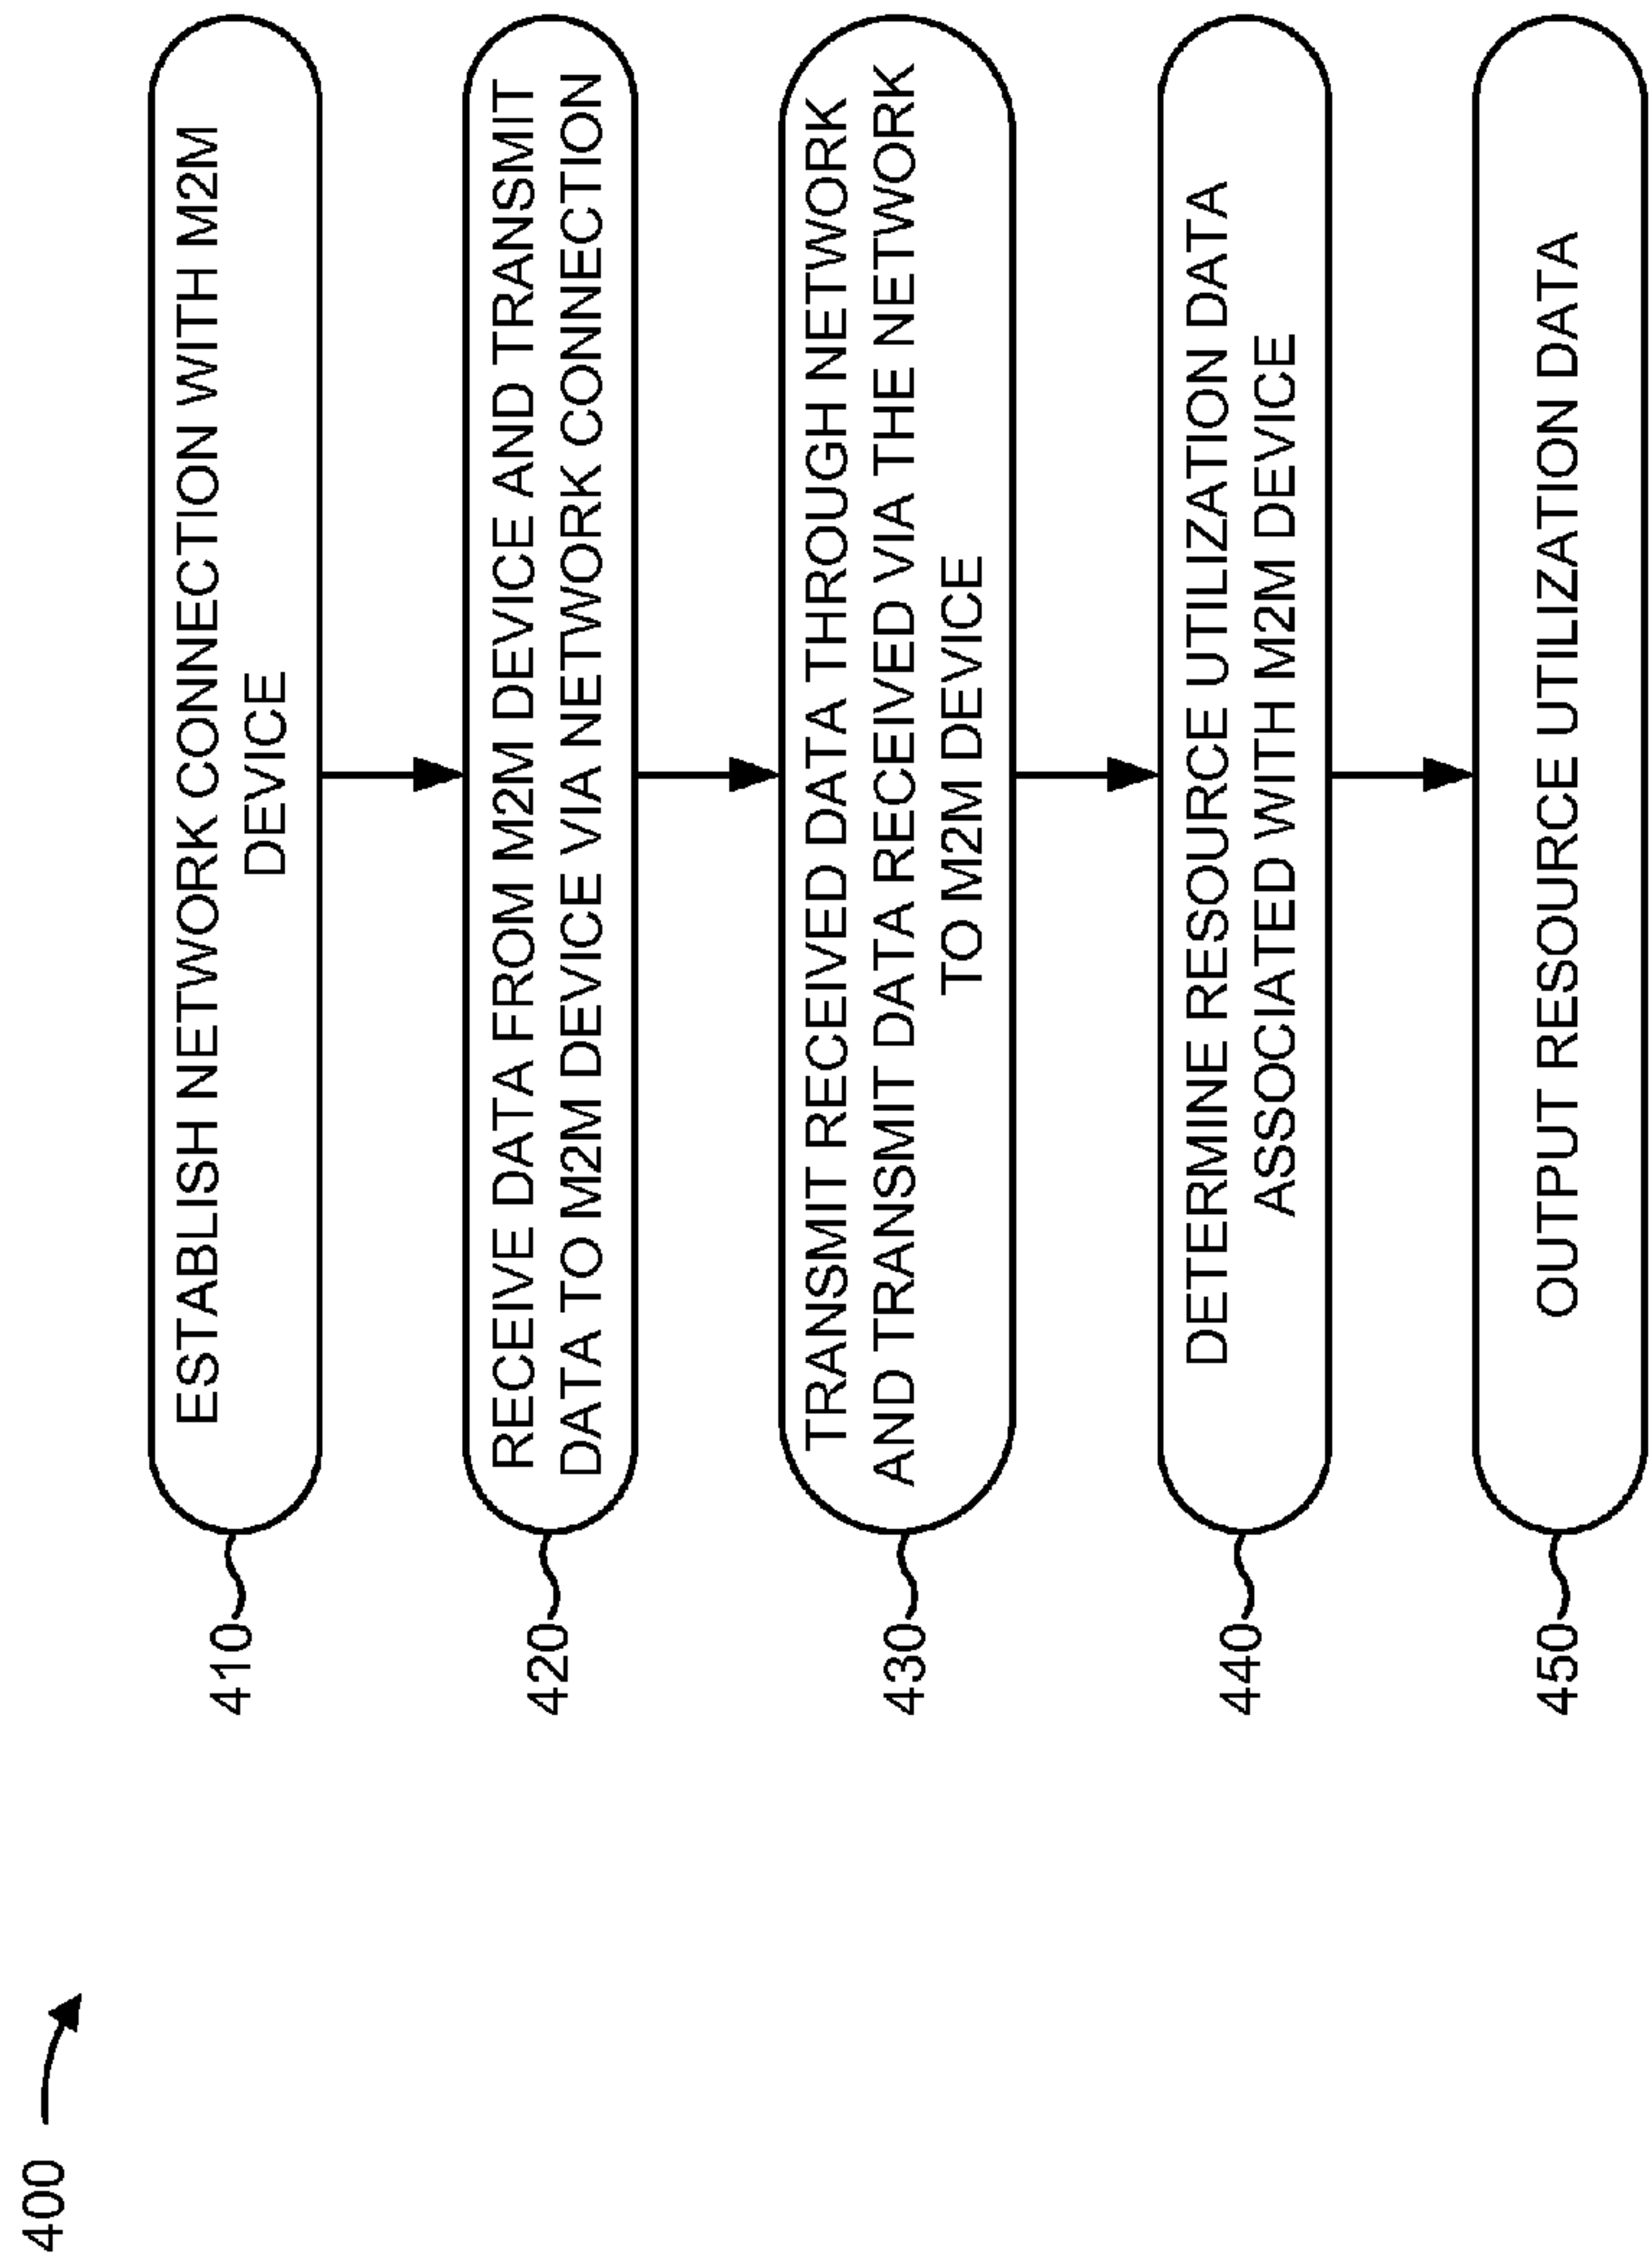 400
410
ESTABLISH NETWORK CONNECTION WITH M2M
DEVICE
420
RECEIVE DATA FROM M2M DEVICE AND TRANSMIT
DATA TO M2M DEVICE VIA NETWORK CONNECTION
430
TRANSMIT RECEIVED DATA THROUGH NETWORK
AND TRANSMIT DATA RECEIVED VIA THE NETWORK
TO M2M DEVICE
440
DETERMINE RESOURCE UTILIZATION DATA
ASSOCIATED WITH M2M DEVICE
450
OUTPUT RESOURCE UTILIZATION DATA